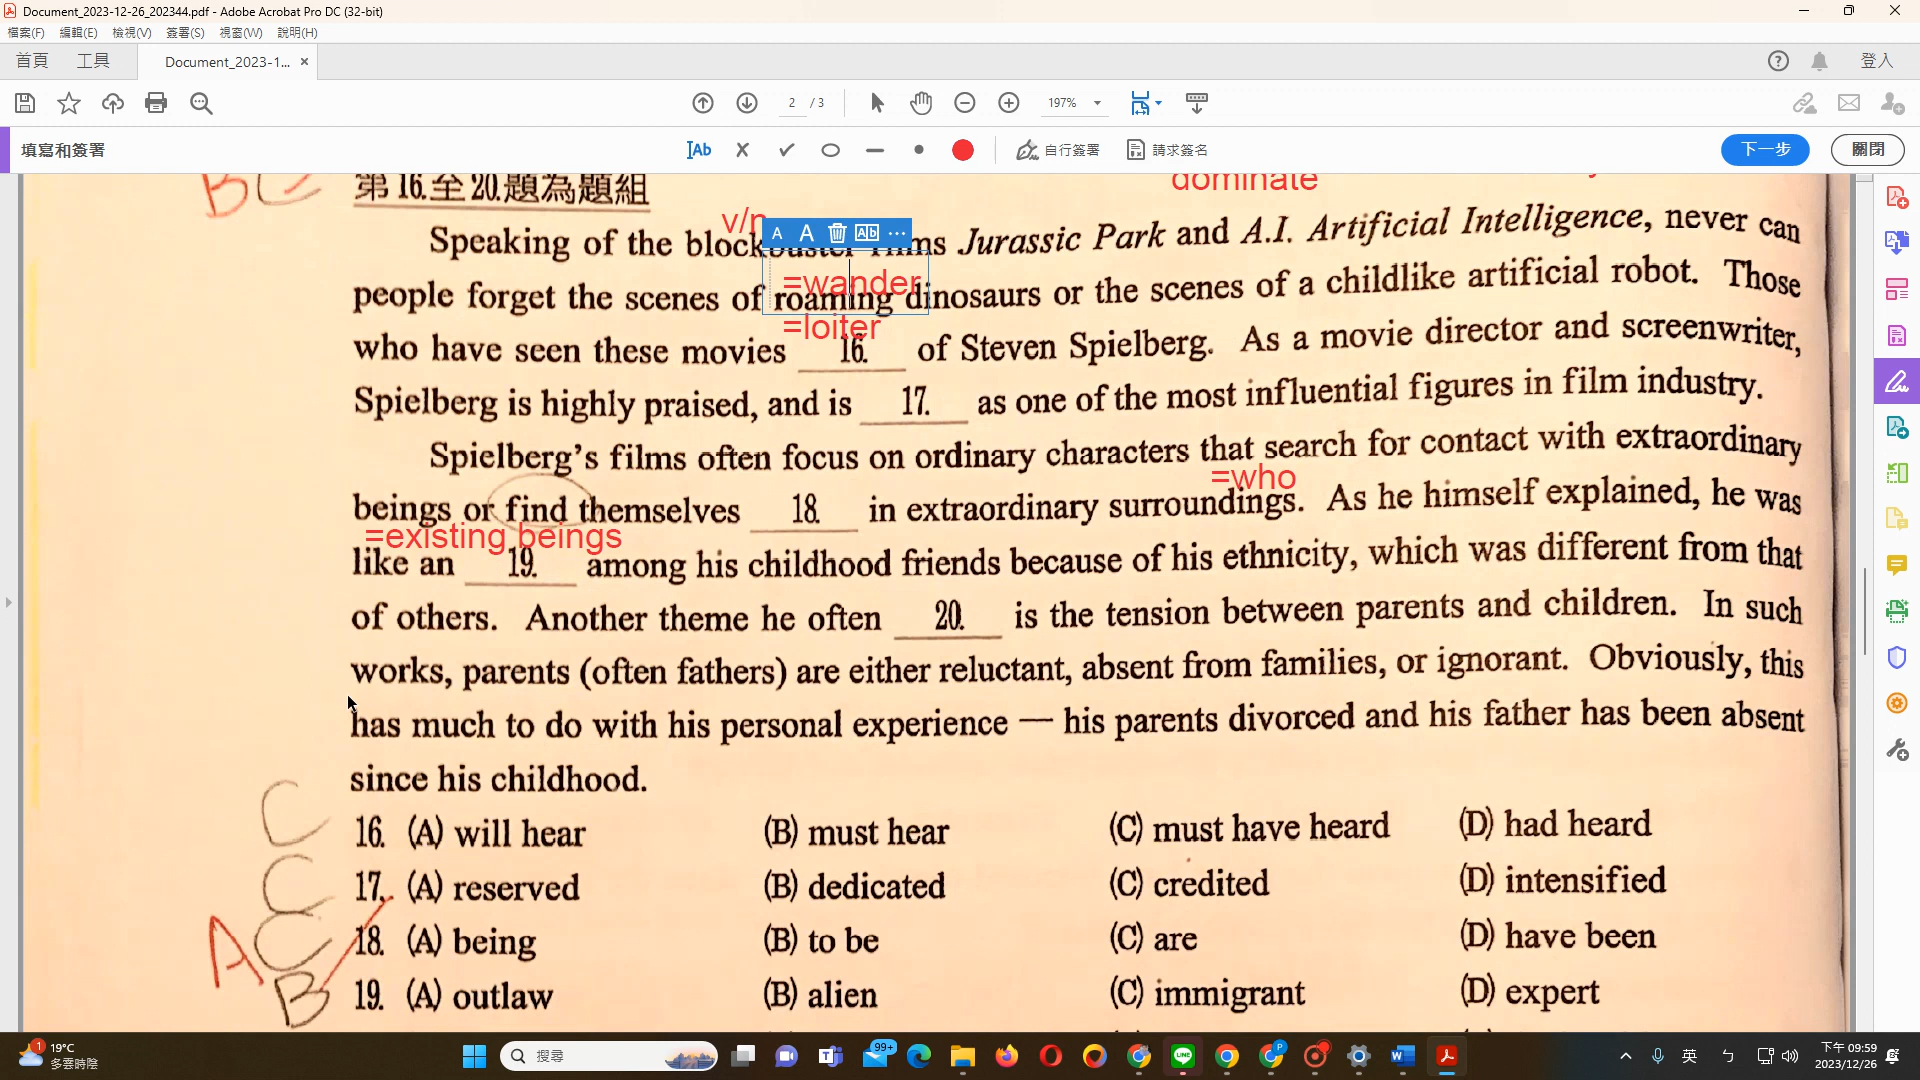 Document_2023-12-26_202344.pdf - Adobe Acrobat Pro DC (32-bit)
檔案(F) 編輯(E) 檢視(V) 簽署(S) 視窗(W) 說明(H)
首頁 工具 Document_2023-1... × 登入
2 / 3 197%
填寫和簽署 Ab 自行簽署 請求簽名 下一步 關閉
dominate
BC 第16.至20.題為題組
v/n
A A Ab ...
Speaking of the blockbuster films Jurassic Park and A.I. Artificial Intelligence, never can
=wander
people forget the scenes of roaming dinosaurs or the scenes of a childlike artificial robot. Those
=loiter
who have seen these movies 16. of Steven Spielberg. As a movie director and screenwriter,
Spielberg is highly praised, and is 17. as one of the most influential figures in film industry.
Spielberg's films often focus on ordinary characters that search for contact with extraordinary
=who
beings or find themselves 18. in extraordinary surroundings. As he himself explained, he was
=existing beings
like an 19. among his childhood friends because of his ethnicity, which was different from that
of others. Another theme he often 20. is the tension between parents and children. In such
works, parents (often fathers) are either reluctant, absent from families, or ignorant. Obviously, this
has much to do with his personal experience — his parents divorced and his father has been absent
since his childhood.
C 16. (A) will hear (B) must hear (C) must have heard (D) had heard
C 17. (A) reserved (B) dedicated (C) credited (D) intensified
A C 18. (A) being (B) to be (C) are (D) have been
B 19. (A) outlaw (B) alien (C) immigrant (D) expert
1 19°C
多雲時陰
搜尋
99+
P
英
下午 09:59
2023/12/26